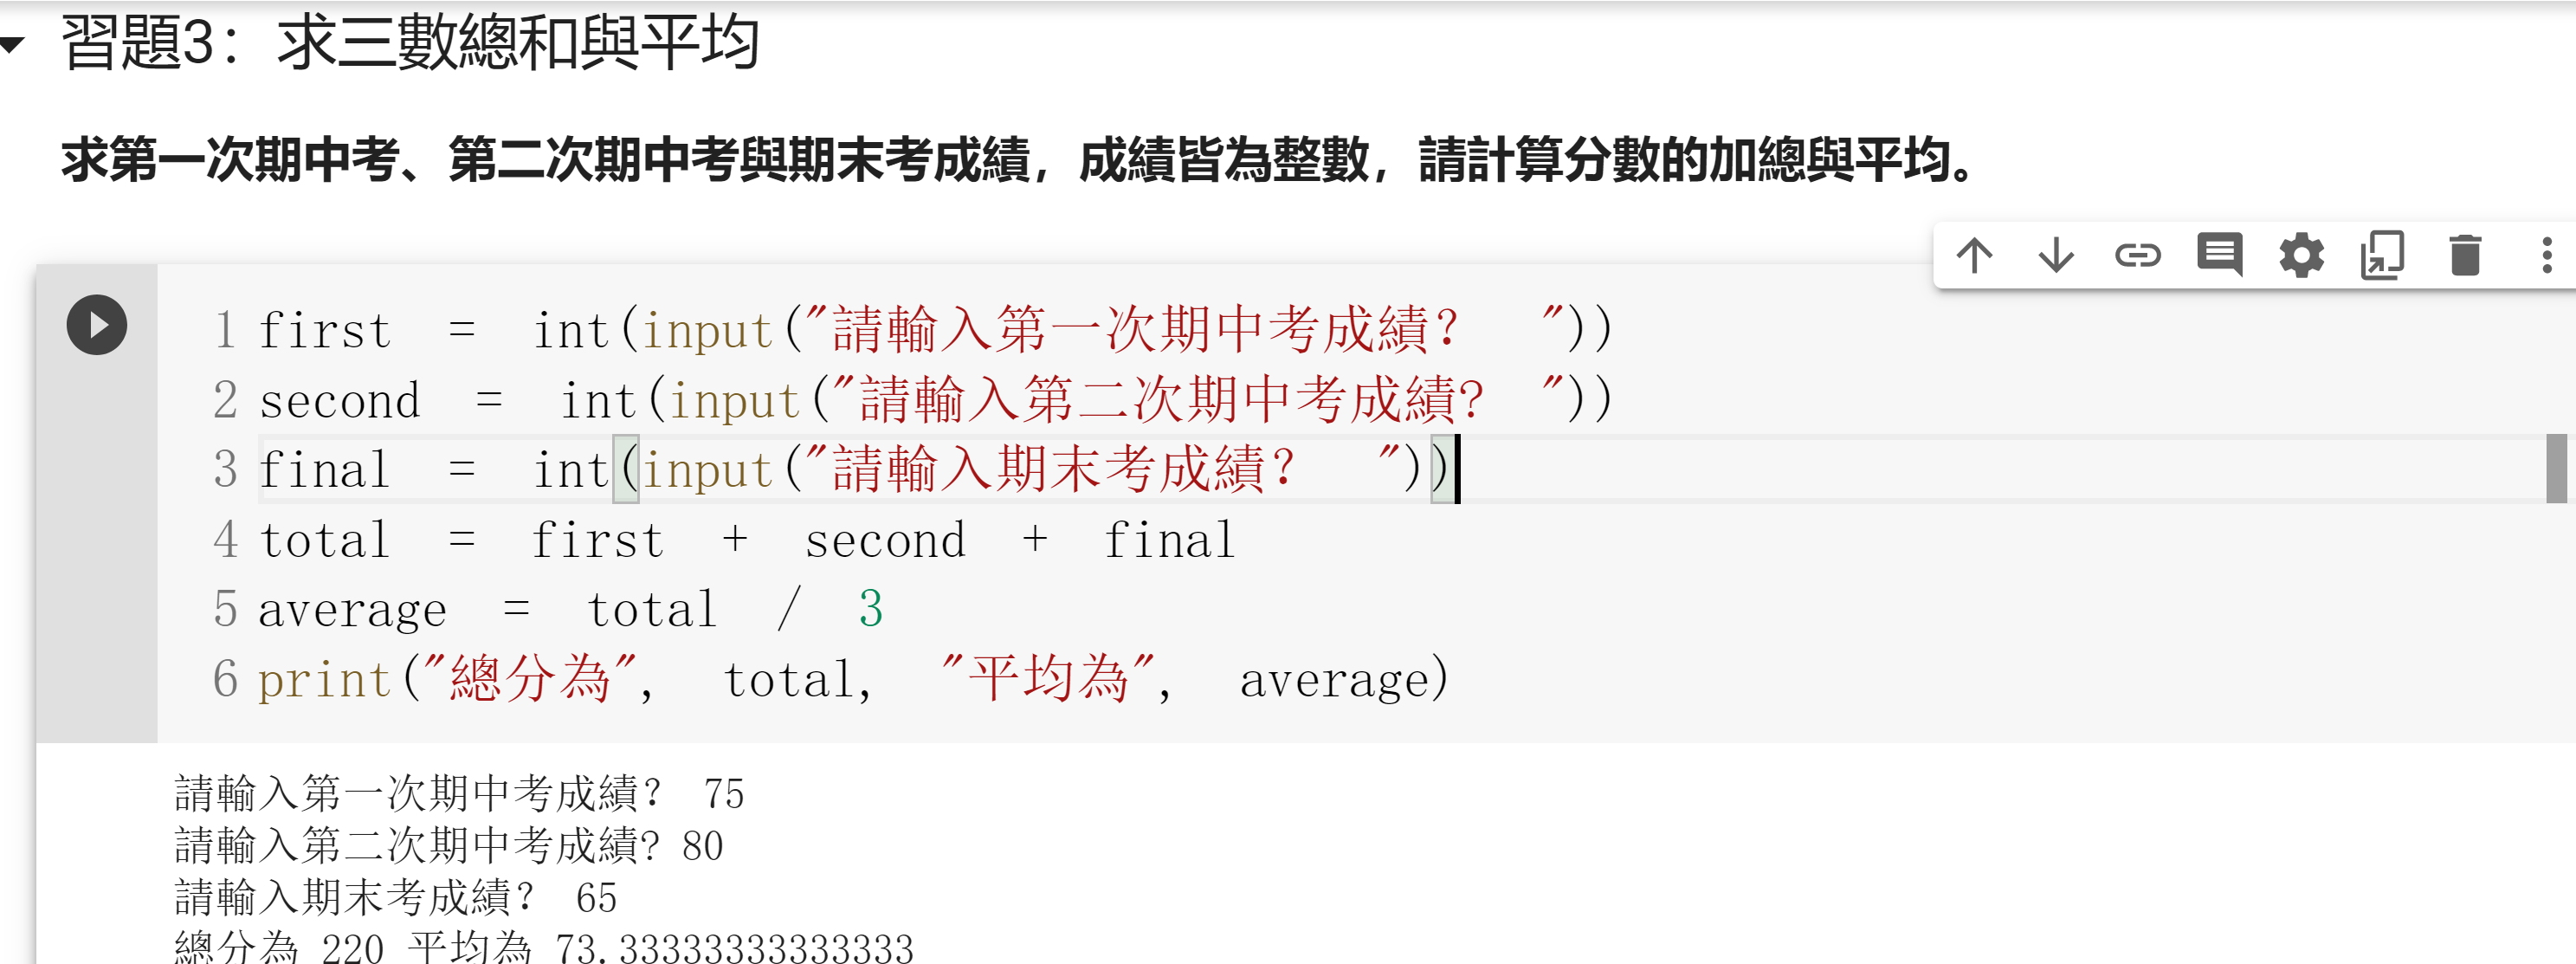 習題3：求三數總和與平均
求第一次期中考、第二次期中考與期末考成績，成績皆為整數，請計算分數的加總與平均。
1 first = int(input("請輸入第一次期中考成績？ "))
2 second = int(input("請輸入第二次期中考成績? "))
3 final = int(input("請輸入期末考成績？ "))
4 total = first + second + final
5 average = total / 3
6 print("總分為", total, "平均為", average)
請輸入第一次期中考成績？ 75
請輸入第二次期中考成績? 80
請輸入期末考成績？ 65
總分為 220 平均為 73.33333333333333